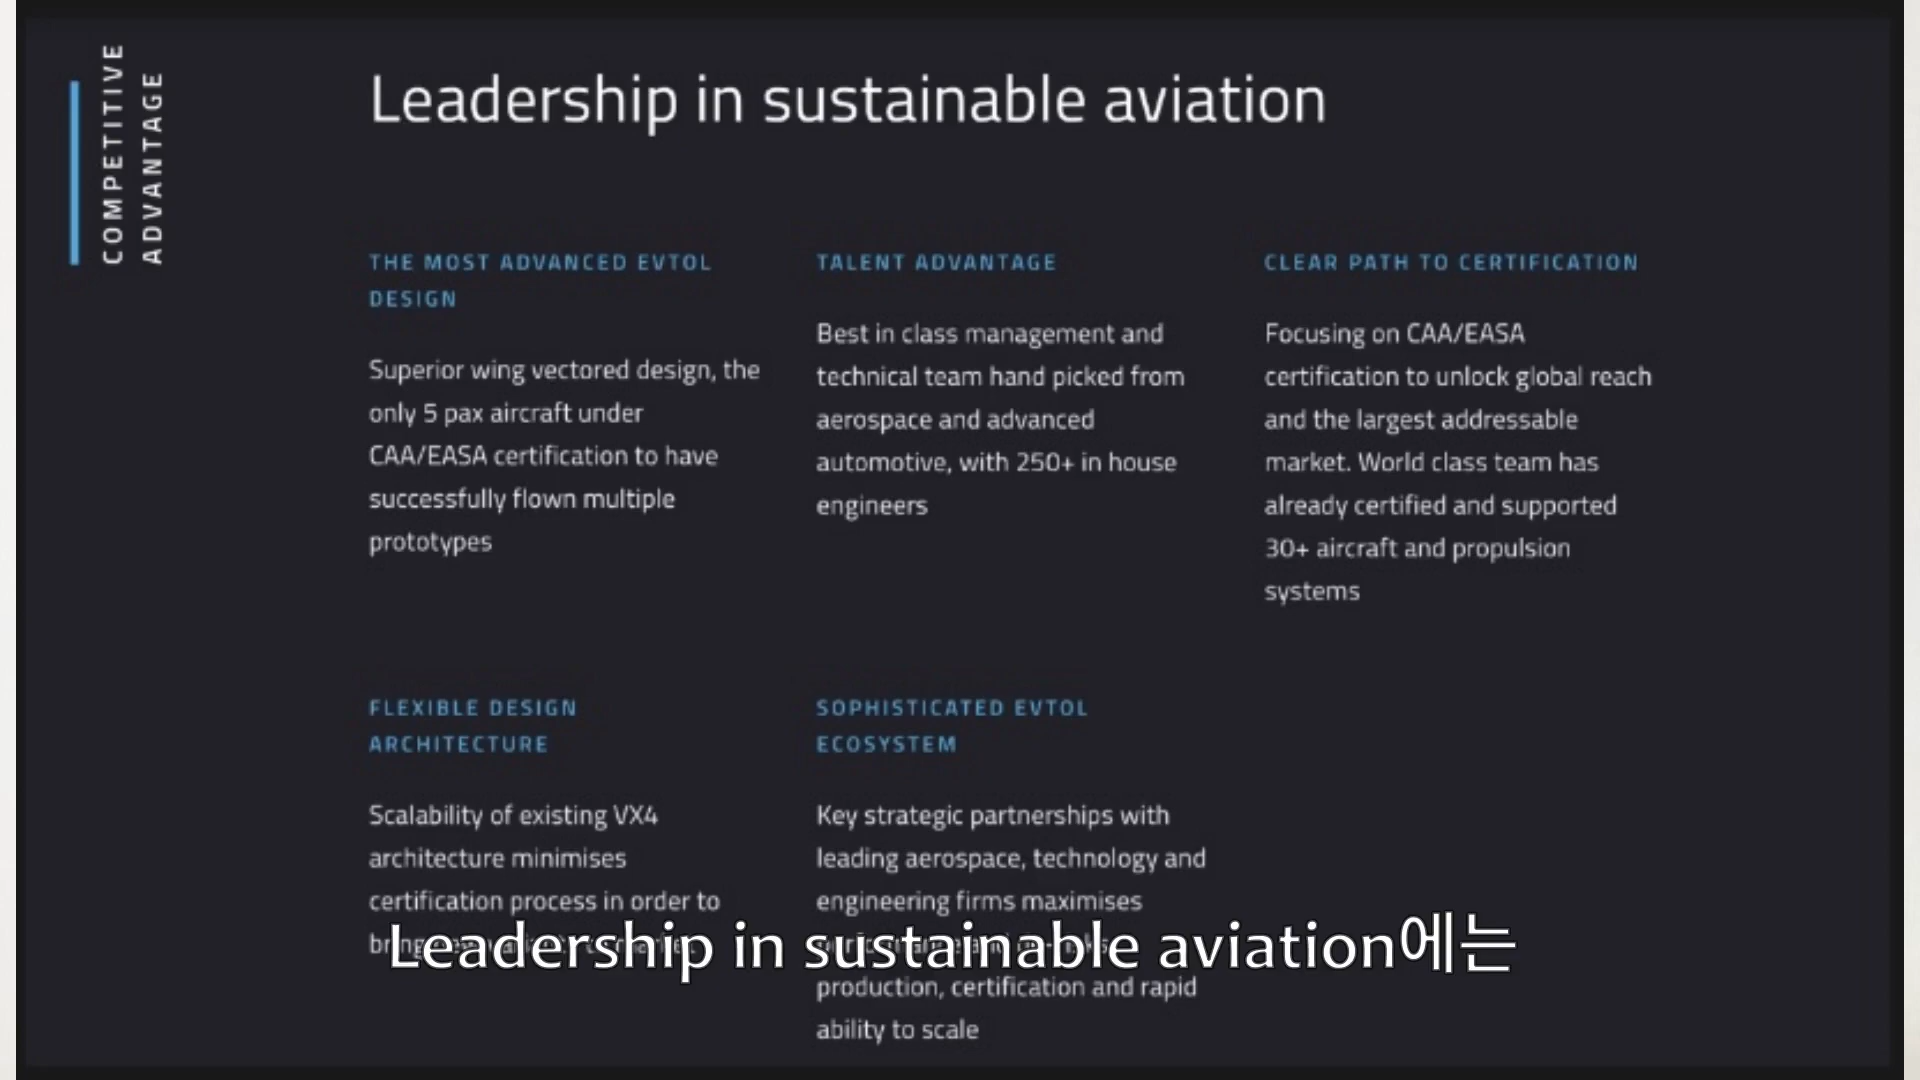 COMPETITIVE
ADVANTAGE
Leadership in sustainable aviation
THE MOST ADVANCED EVTOL
DESIGN
Superior wing vectored design, the
only 5 pax aircraft under
CAA/EASA certification to have
successfully flown multiple
prototypes
TALENT ADVANTAGE
Best in class management and
technical team hand picked from
aerospace and advanced
automotive, with 250+ in house
engineers
CLEAR PATH TO CERTIFICATION
Focusing on CAA/EASA
certification to unlock global reach
and the largest addressable
market. World class team has
already certified and supported
30+ aircraft and propulsion
systems
FLEXIBLE DESIGN
ARCHITECTURE
Scalability of existing VX4
architecture minimises
certification process in order to
SOPHISTICATED EVTOL
ECOSYSTEM
Key strategic partnerships with
leading aerospace, technology and
engineering firms maximises
production, certification and rapid
ability to scale
Leadership in sustainable aviation에는